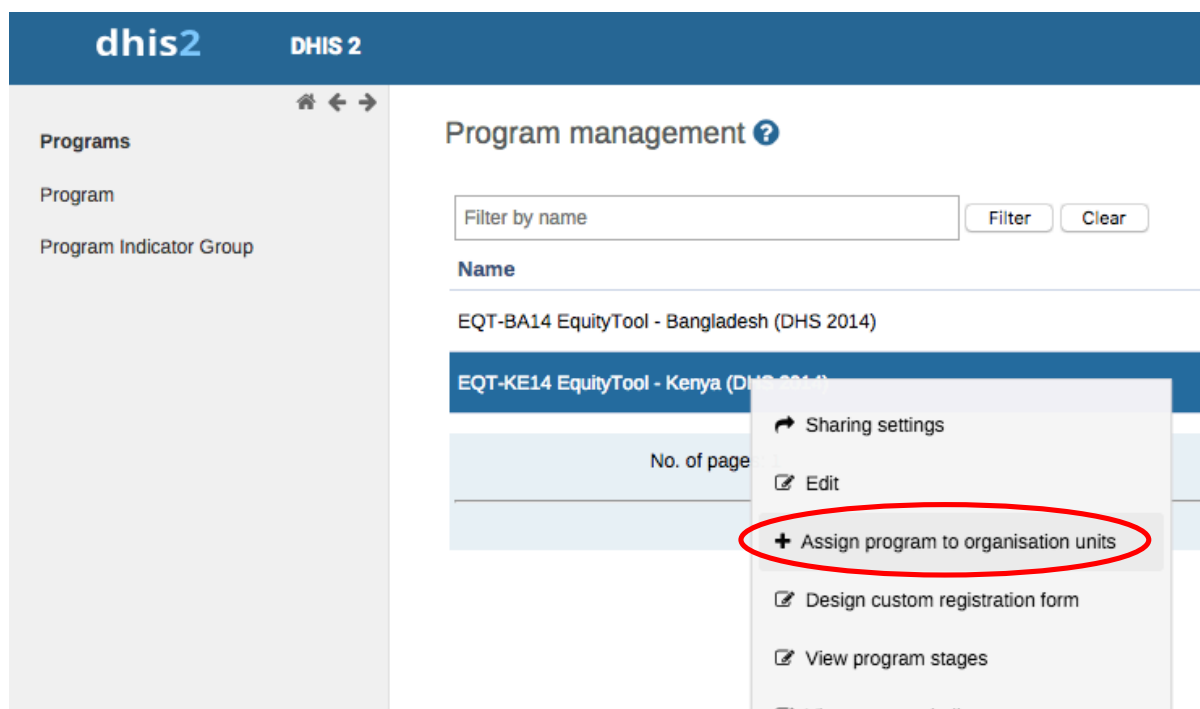 dhis2 DHIS 2
Programs
Program
Program Indicator Group
Program management
Filter by name Filter Clear
Name
EQT-BA14 EquityTool - Bangladesh (DHS 2014)
EQT-KE14 EquityTool - Kenya (DHS 2014)
Sharing settings
No. of page
Edit
Assign program to organisation units
Design custom registration form
View program stages